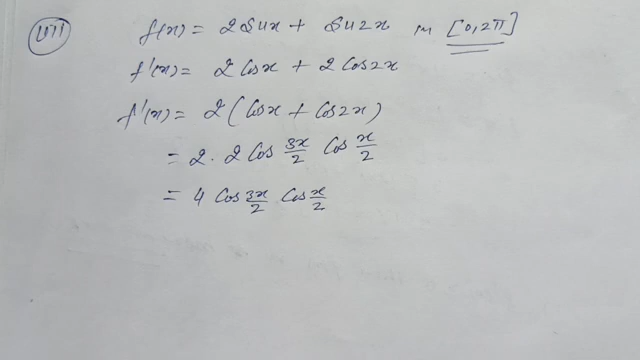 (VII) f(x) = 2 Sin x + Sin 2x in [0, 2π]
f'(x) = 2 Cos x + 2 Cos 2x
f'(x) = 2 (Cos x + Cos 2x)
= 2 . 2 Cos 3x/2 Cos x/2
= 4 Cos 3x/2 Cos x/2